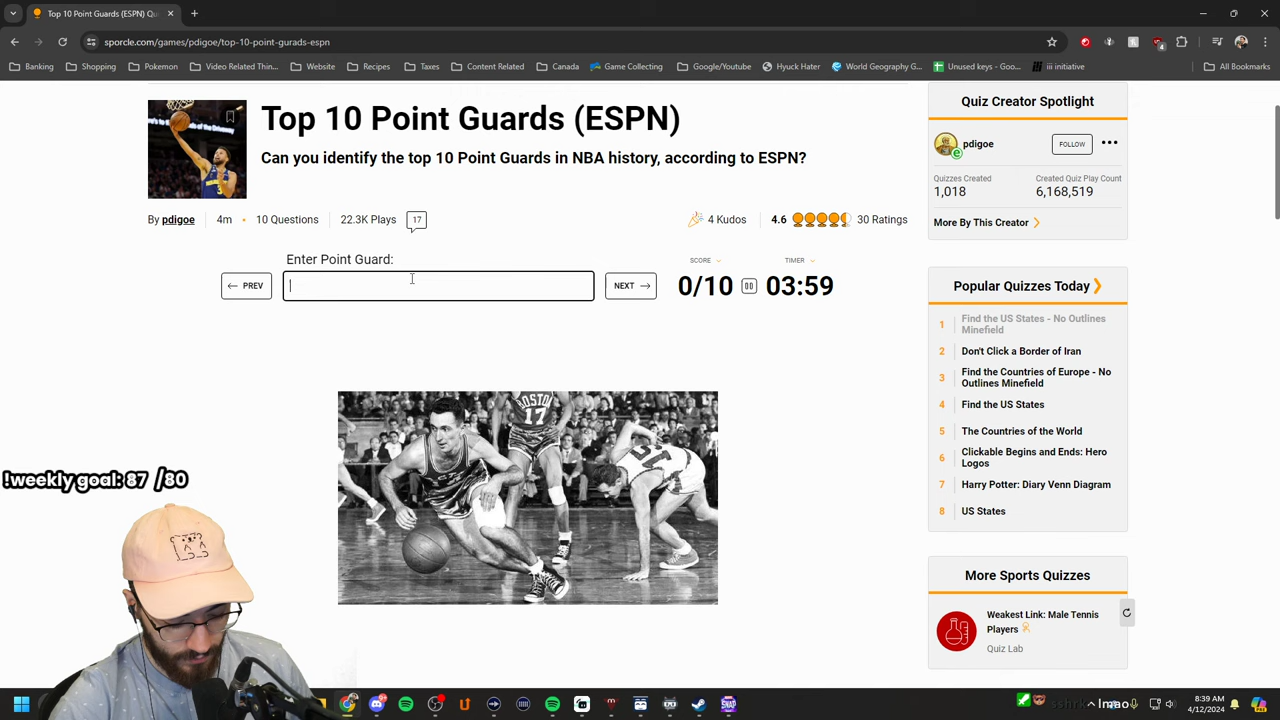 Top 10 Point Guards (ESPN) Qu
sporcle.com/games/pdigoe/top-10-point-gurads-espn
Banking
Shopping
Pokemon
Video Related Thin...
Website
Recipes
Taxes
Content Related
Canada
Game Collecting
Google/Youtube
Hyuck Hater
World Geography G...
Unused keys - Goo...
iii initiative
All Bookmarks
Top 10 Point Guards (ESPN)
Can you identify the top 10 Point Guards in NBA history, according to ESPN?
By pdigoe
4m
10 Questions
22.3K Plays
17
4 Kudos
4.6
30 Ratings
Enter Point Guard:
PREV
NEXT
SCORE
0/10
TIMER
03:59
BOSTON
17
Quiz Creator Spotlight
pdigoe
FOLLOW
Quizzes Created
1,018
Created Quiz Play Count
6,168,519
More By This Creator
Popular Quizzes Today
1 Find the US States - No Outlines
Minefield
2 Don't Click a Border of Iran
3 Find the Countries of Europe - No
Outlines Minefield
4 Find the US States
5 The Countries of the World
6 Clickable Begins and Ends: Hero
Logos
7 Harry Potter: Diary Venn Diagram
8 US States
More Sports Quizzes
Weakest Link: Male Tennis
Players
Quiz Lab
!weekly goal: 87 /80
lmao
8:39 AM
4/12/2024